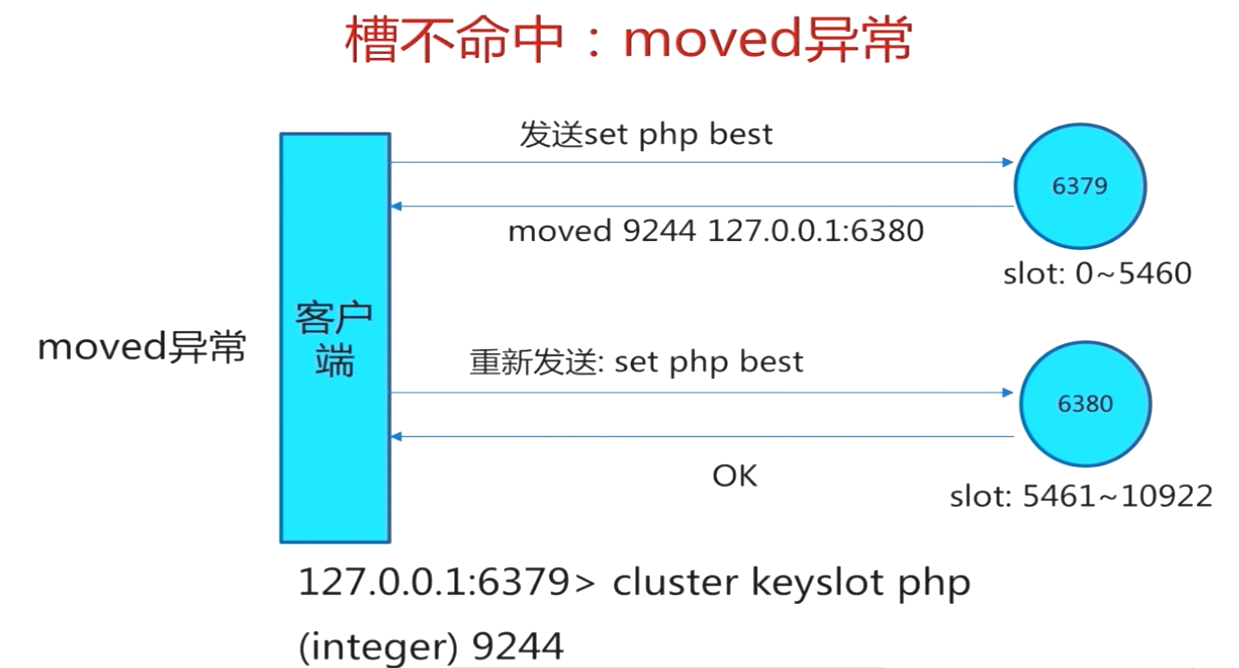 槽不命中：moved异常
发送set php best
6379
moved 9244 127.0.0.1:6380
slot: 0~5460
客户
端
moved异常
重新发送: set php best
6380
OK
slot: 5461~10922
127.0.0.1:6379> cluster keyslot php
(integer) 9244